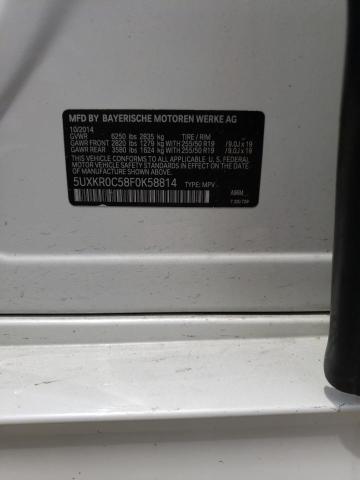 MFD BY BAYERISCHE MOTOREN WERKE AG
10/2014
GVWR 6250 lbs 2835 kg TIRE / RIM
GAWR FRONT 2820 lbs 1279 kg WITH 255/50 R19 / 9.0J x 19
GAWR REAR 3580 lbs 1624 kg WITH 255/50 R19 / 9.0J x 19
THIS VEHICLE CONFORMS TO ALL APPLICABLE U.S. FEDERAL
MOTOR VEHICLE SAFETY STANDARDS IN EFFECT ON THE
DATE OF MANUFACTURE SHOWN ABOVE.
5UXKR0C58F0K58814 TYPE: MPV